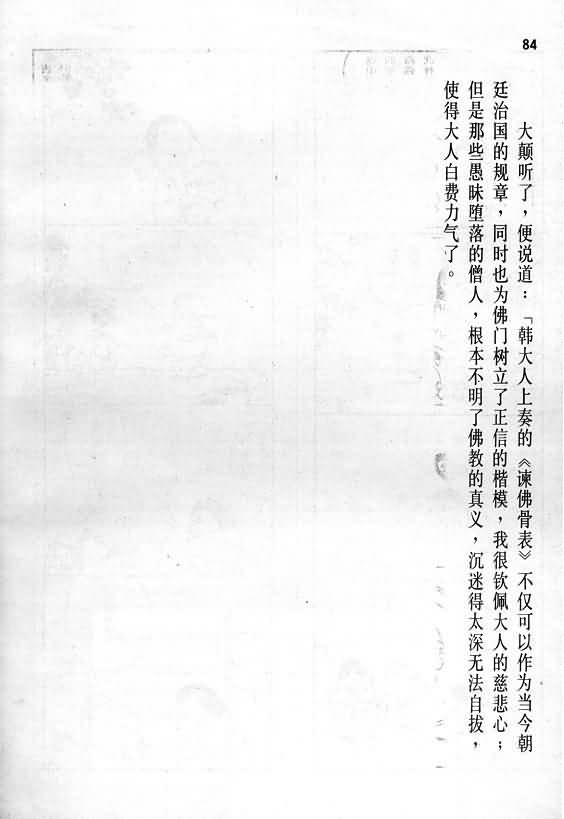 84
大颠听了，便说道：「韩大人上奏的《谏佛骨表》不仅可以作为当今朝
廷治国的规章，同时也为佛门树立了正信的楷模，我很钦佩大人的慈悲心；
但是那些愚昧堕落的僧人，根本不明了佛教的真义，沉迷得太深无法自拔，
使得大人白费力气了。